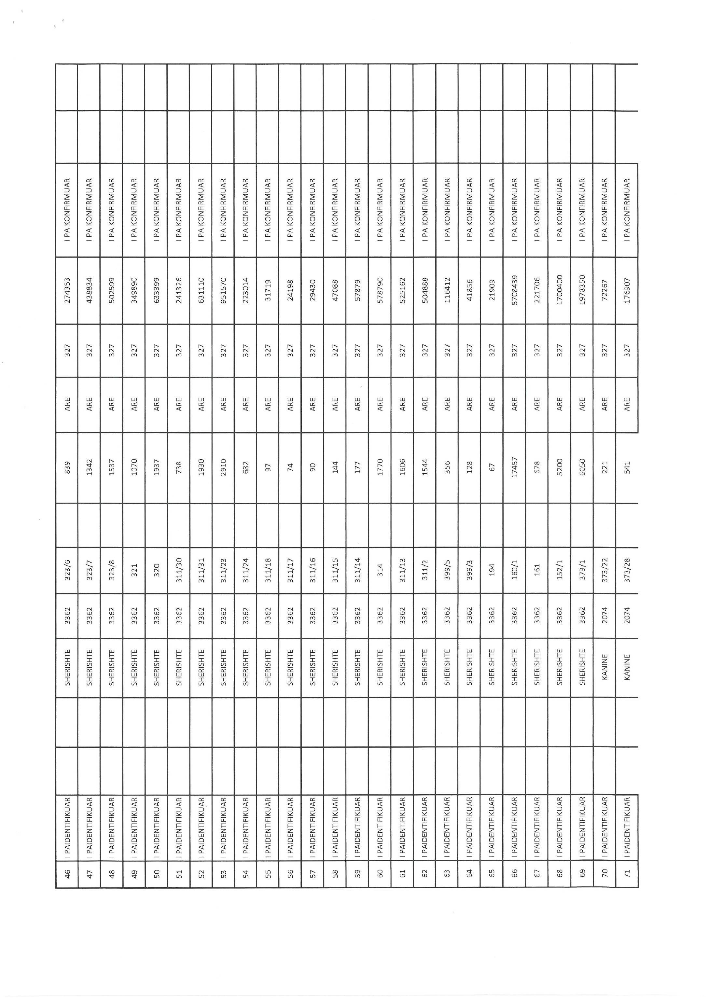 46 I PAIDENTIFIKUAR SHERISHTE 3362 323/6 839 ARE 327 274353 I PA KONFIRMUAR
47 I PAIDENTIFIKUAR SHERISHTE 3362 323/7 1342 ARE 327 438834 I PA KONFIRMUAR
48 I PAIDENTIFIKUAR SHERISHTE 3362 323/8 1537 ARE 327 502599 I PA KONFIRMUAR
49 I PAIDENTIFIKUAR SHERISHTE 3362 321 1070 ARE 327 349890 I PA KONFIRMUAR
50 I PAIDENTIFIKUAR SHERISHTE 3362 320 1937 ARE 327 633399 I PA KONFIRMUAR
51 I PAIDENTIFIKUAR SHERISHTE 3362 311/30 738 ARE 327 241326 I PA KONFIRMUAR
52 I PAIDENTIFIKUAR SHERISHTE 3362 311/31 1930 ARE 327 631110 I PA KONFIRMUAR
53 I PAIDENTIFIKUAR SHERISHTE 3362 311/23 2910 ARE 327 951570 I PA KONFIRMUAR
54 I PAIDENTIFIKUAR SHERISHTE 3362 311/24 682 ARE 327 223014 I PA KONFIRMUAR
55 I PAIDENTIFIKUAR SHERISHTE 3362 311/18 97 ARE 327 31719 I PA KONFIRMUAR
56 I PAIDENTIFIKUAR SHERISHTE 3362 311/17 74 ARE 327 24198 I PA KONFIRMUAR
57 I PAIDENTIFIKUAR SHERISHTE 3362 311/16 90 ARE 327 29430 I PA KONFIRMUAR
58 I PAIDENTIFIKUAR SHERISHTE 3362 311/15 144 ARE 327 47088 I PA KONFIRMUAR
59 I PAIDENTIFIKUAR SHERISHTE 3362 311/14 177 ARE 327 57879 I PA KONFIRMUAR
60 I PAIDENTIFIKUAR SHERISHTE 3362 314 1770 ARE 327 578790 I PA KONFIRMUAR
61 I PAIDENTIFIKUAR SHERISHTE 3362 311/13 1606 ARE 327 525162 I PA KONFIRMUAR
62 I PAIDENTIFIKUAR SHERISHTE 3362 311/2 1544 ARE 327 504888 I PA KONFIRMUAR
63 I PAIDENTIFIKUAR SHERISHTE 3362 399/5 356 ARE 327 116412 I PA KONFIRMUAR
64 I PAIDENTIFIKUAR SHERISHTE 3362 399/3 128 ARE 327 41856 I PA KONFIRMUAR
65 I PAIDENTIFIKUAR SHERISHTE 3362 194 67 ARE 327 21909 I PA KONFIRMUAR
66 I PAIDENTIFIKUAR SHERISHTE 3362 160/1 17457 ARE 327 5708439 I PA KONFIRMUAR
67 I PAIDENTIFIKUAR SHERISHTE 3362 161 678 ARE 327 221706 I PA KONFIRMUAR
68 I PAIDENTIFIKUAR SHERISHTE 3362 152/1 5200 ARE 327 1700400 I PA KONFIRMUAR
69 I PAIDENTIFIKUAR SHERISHTE 3362 373/1 6050 ARE 327 1978350 I PA KONFIRMUAR
70 I PAIDENTIFIKUAR KANINE 2074 373/22 221 ARE 327 72267 I PA KONFIRMUAR
71 I PAIDENTIFIKUAR KANINE 2074 373/28 541 ARE 327 176907 I PA KONFIRMUAR